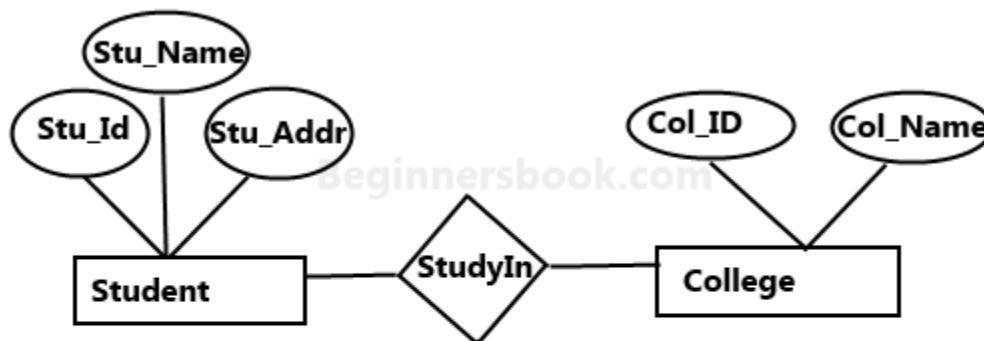 Stu_Name
Stu_Id
Stu_Addr
Col_ID
Col_Name
Beginnersbook.com
StudyIn
Student
College